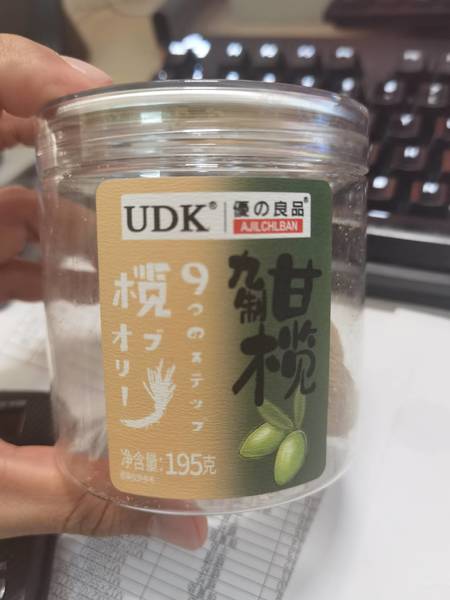 UDK®
優の良品®
AJILCHLBAN
九制
甘
榄
9つのステップ
榄ブ
オリー
净含量: 195克